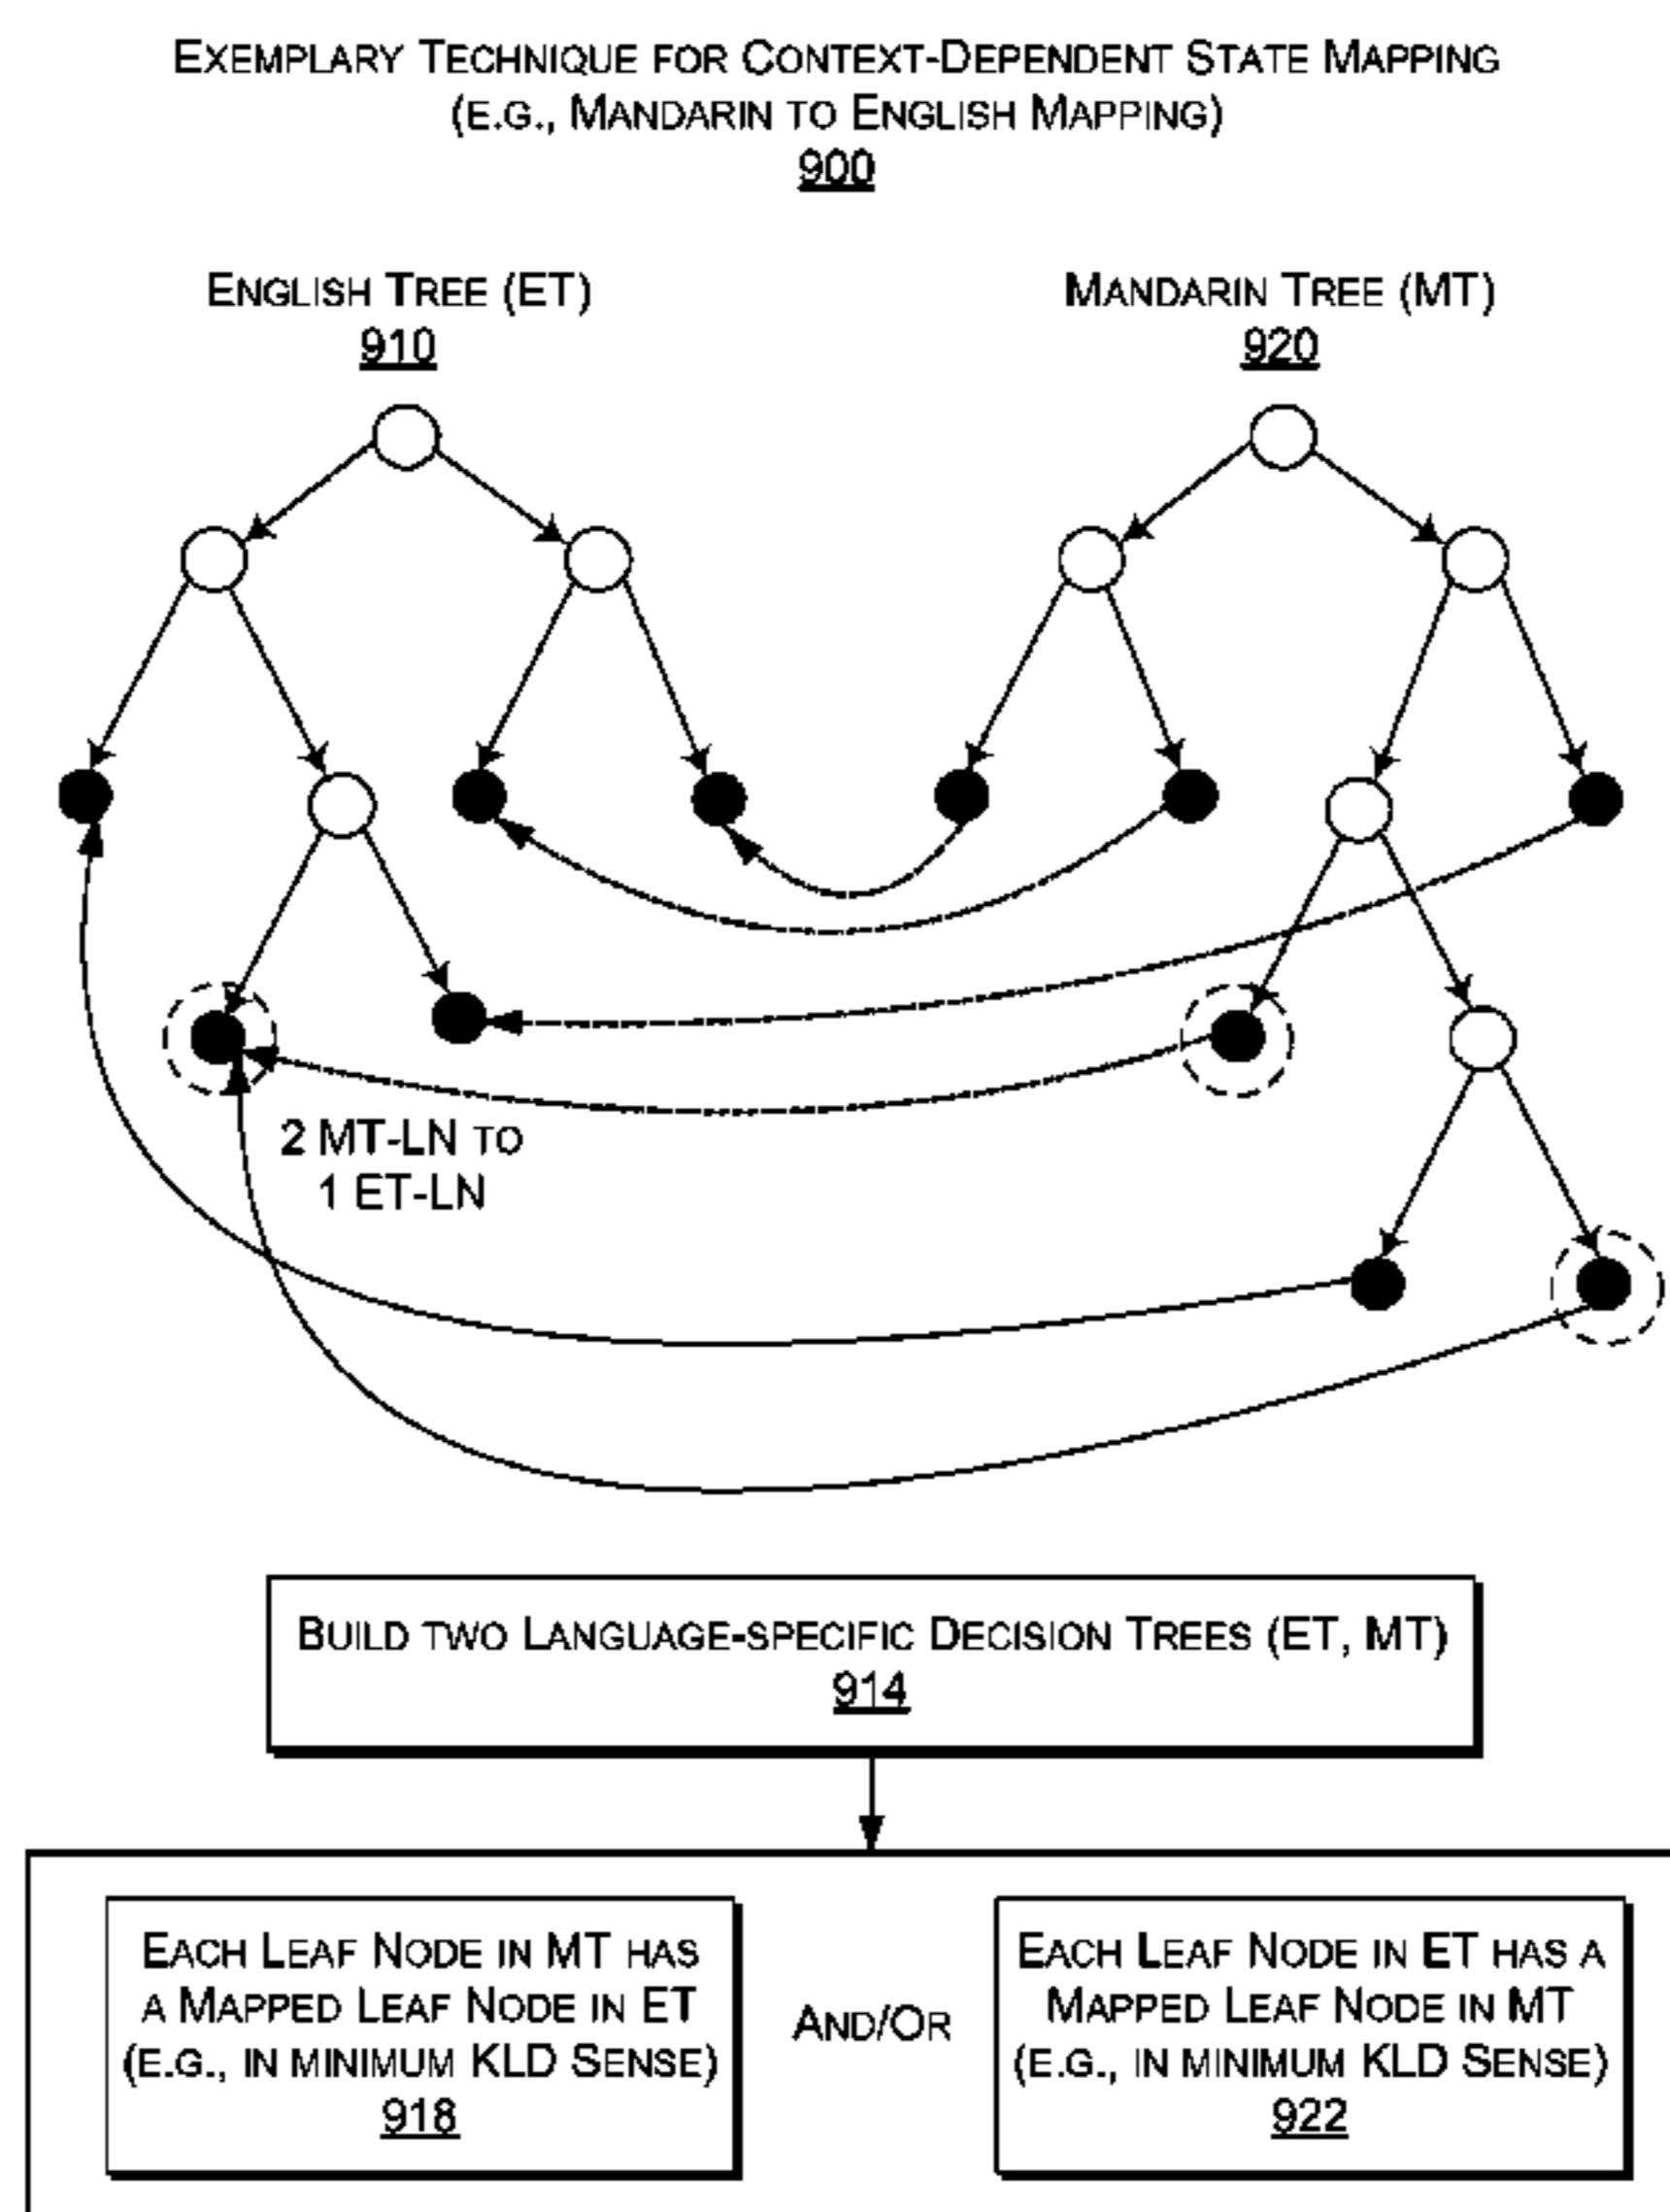 EXEMPLARY TECHNIQUE FOR CONTEXT-DEPENDENT STATE MAPPING
(E.G., MANDARIN TO ENGLISH MAPPING)
900
ENGLISH TREE (ET)
910
MANDARIN TREE (MT)
920
2 MT-LN TO
1 ET-LN
BUILD TWO LANGUAGE-SPECIFIC DECISION TREES (ET, MT)
914
EACH LEAF NODE IN MT HAS
A MAPPED LEAF NODE IN ET
(E.G., IN MINIMUM KLD SENSE)
918
AND/OR
EACH LEAF NODE IN ET HAS A
MAPPED LEAF NODE IN MT
(E.G., IN MINIMUM KLD SENSE)
922